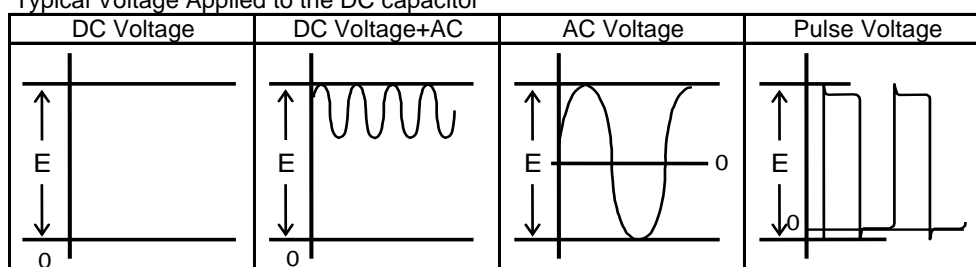 Typical Voltage Applied to the DC capacitor
DC Voltage DC Voltage+AC AC Voltage Pulse Voltage
E E E 0 E 0
0 0